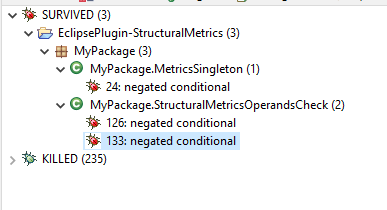 SURVIVED (3)
EclipsePlugin-StructuralMetrics (3)
MyPackage (3)
MyPackage.MetricsSingleton (1)
24: negated conditional
MyPackage.StructuralMetricsOperandsCheck (2)
126: negated conditional
133: negated conditional
KILLED (235)